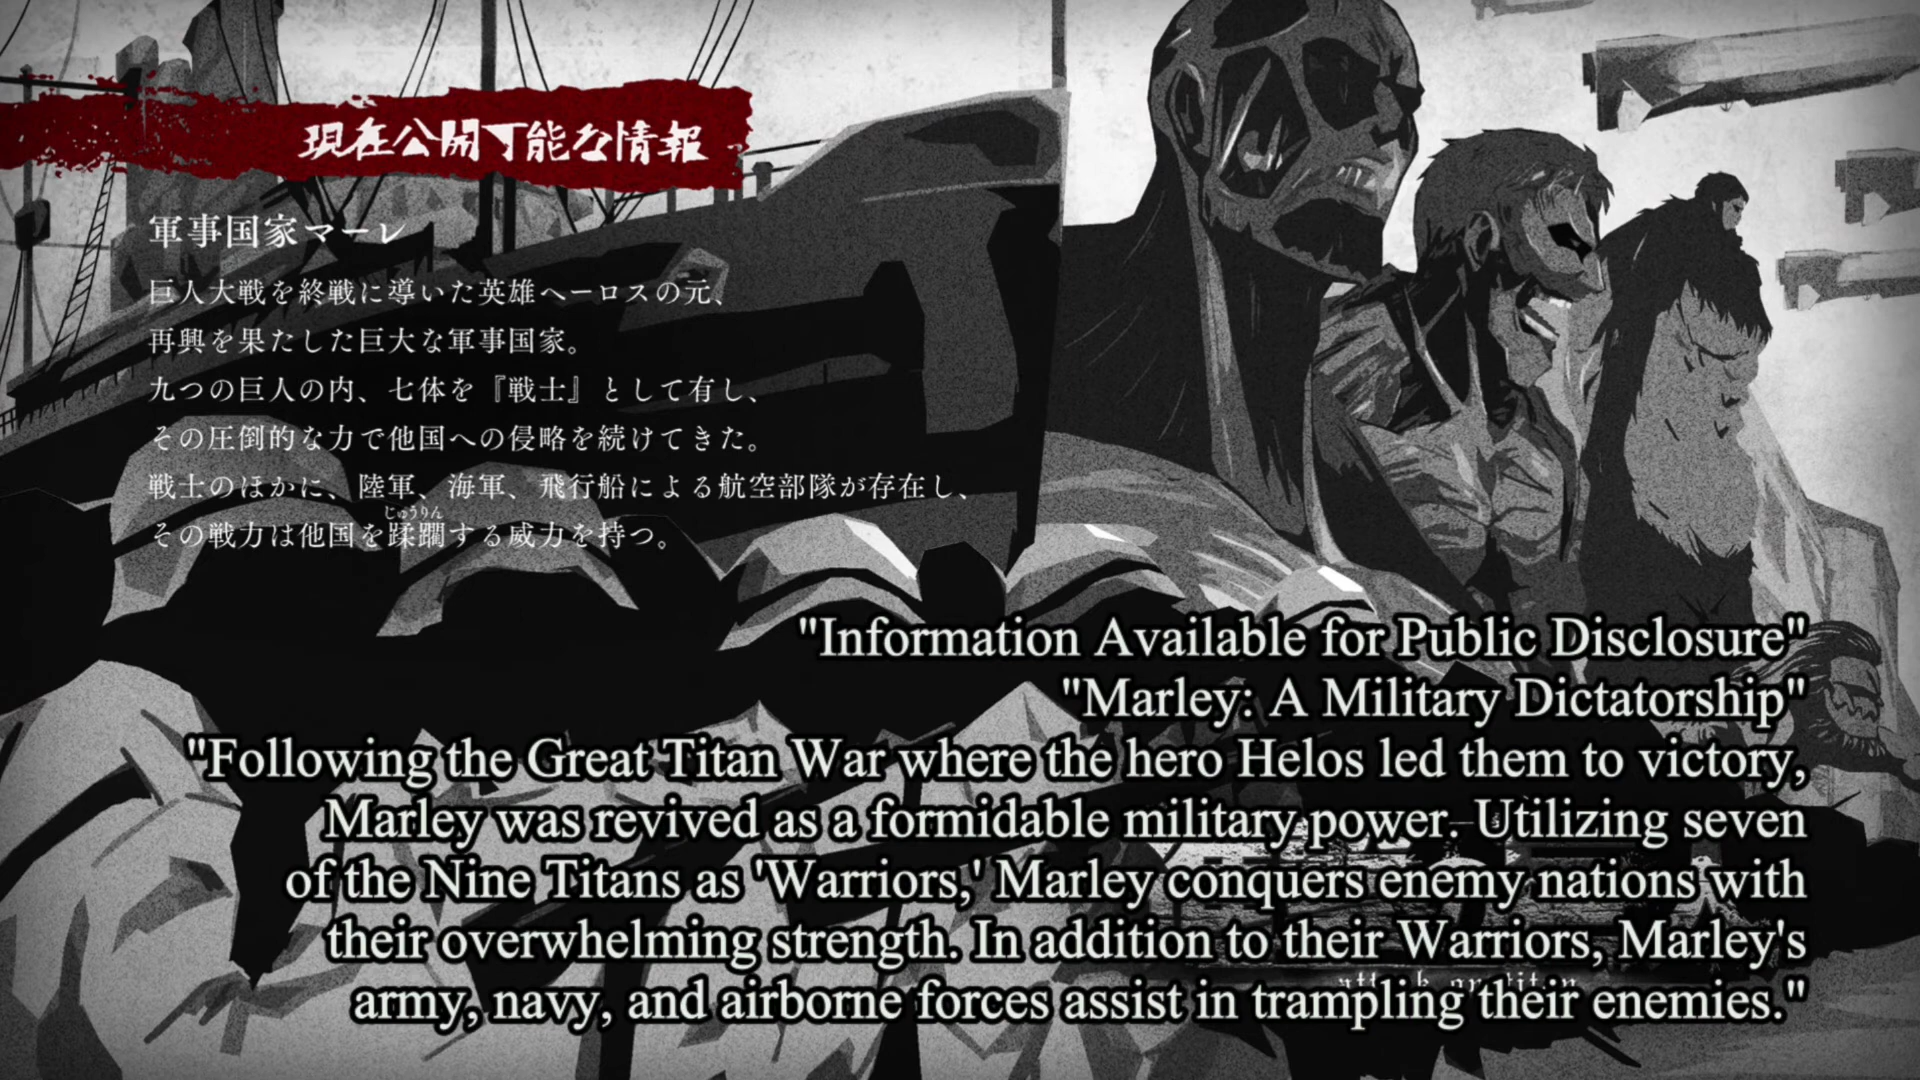 現在公開可能な情報
軍事国家マーレ
巨人大戦を終戦に導いた英雄ヘーロスの元、
再興を果たした巨大な軍事国家。
九つの巨人の内、七体を『戦士』として有し、
その圧倒的な力で他国への侵略を続けてきた。
戦士のほかに、陸軍、海軍、飛行船による航空部隊が存在し、
じゅうりん
その戦力は他国を蹂躙する威力を持つ。
"Information Available for Public Disclosure"
"Marley: A Military Dictatorship"
"Following the Great Titan War where the hero Helos led them to victory,
Marley was revived as a formidable military power. Utilizing seven
of the Nine Titans as 'Warriors,' Marley conquers enemy nations with
their overwhelming strength. In addition to their Warriors, Marley's
attack on titan
army, navy, and airborne forces assist in trampling their enemies."